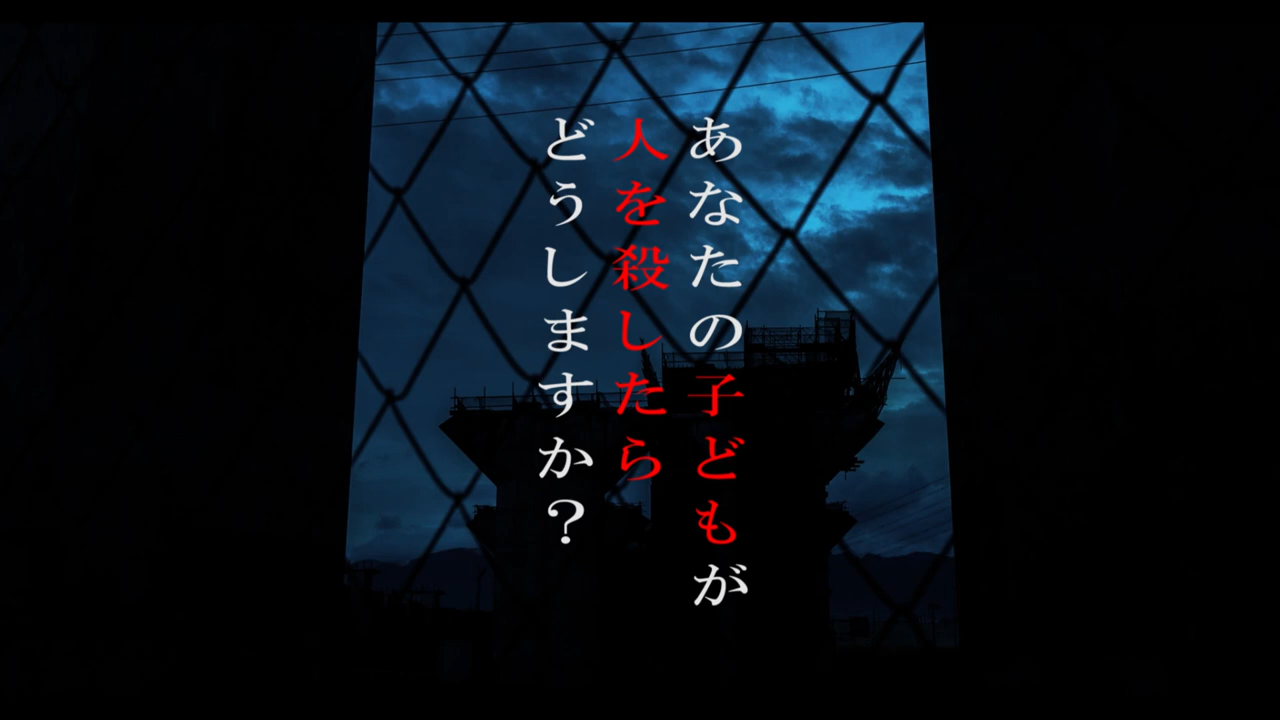 あなたの子どもが
人を殺したら
どうしますか?